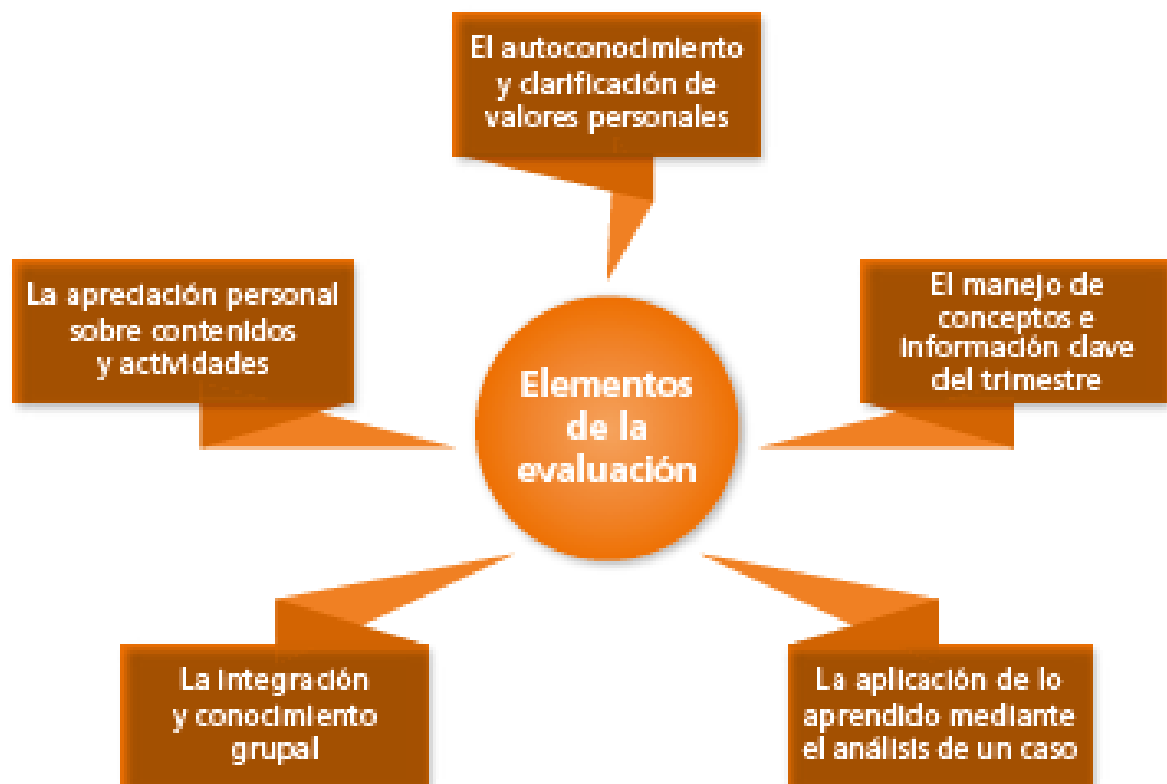 El autoconocimiento
y clarificación de
valores personales
La apreciación personal
sobre contenidos
y actividades
El manejo de
conceptos e
información clave
del trimestre
Elementos
de la
evaluación
La integración
y conocimiento
grupal
La aplicación de lo
aprendido mediante
el análisis de un caso